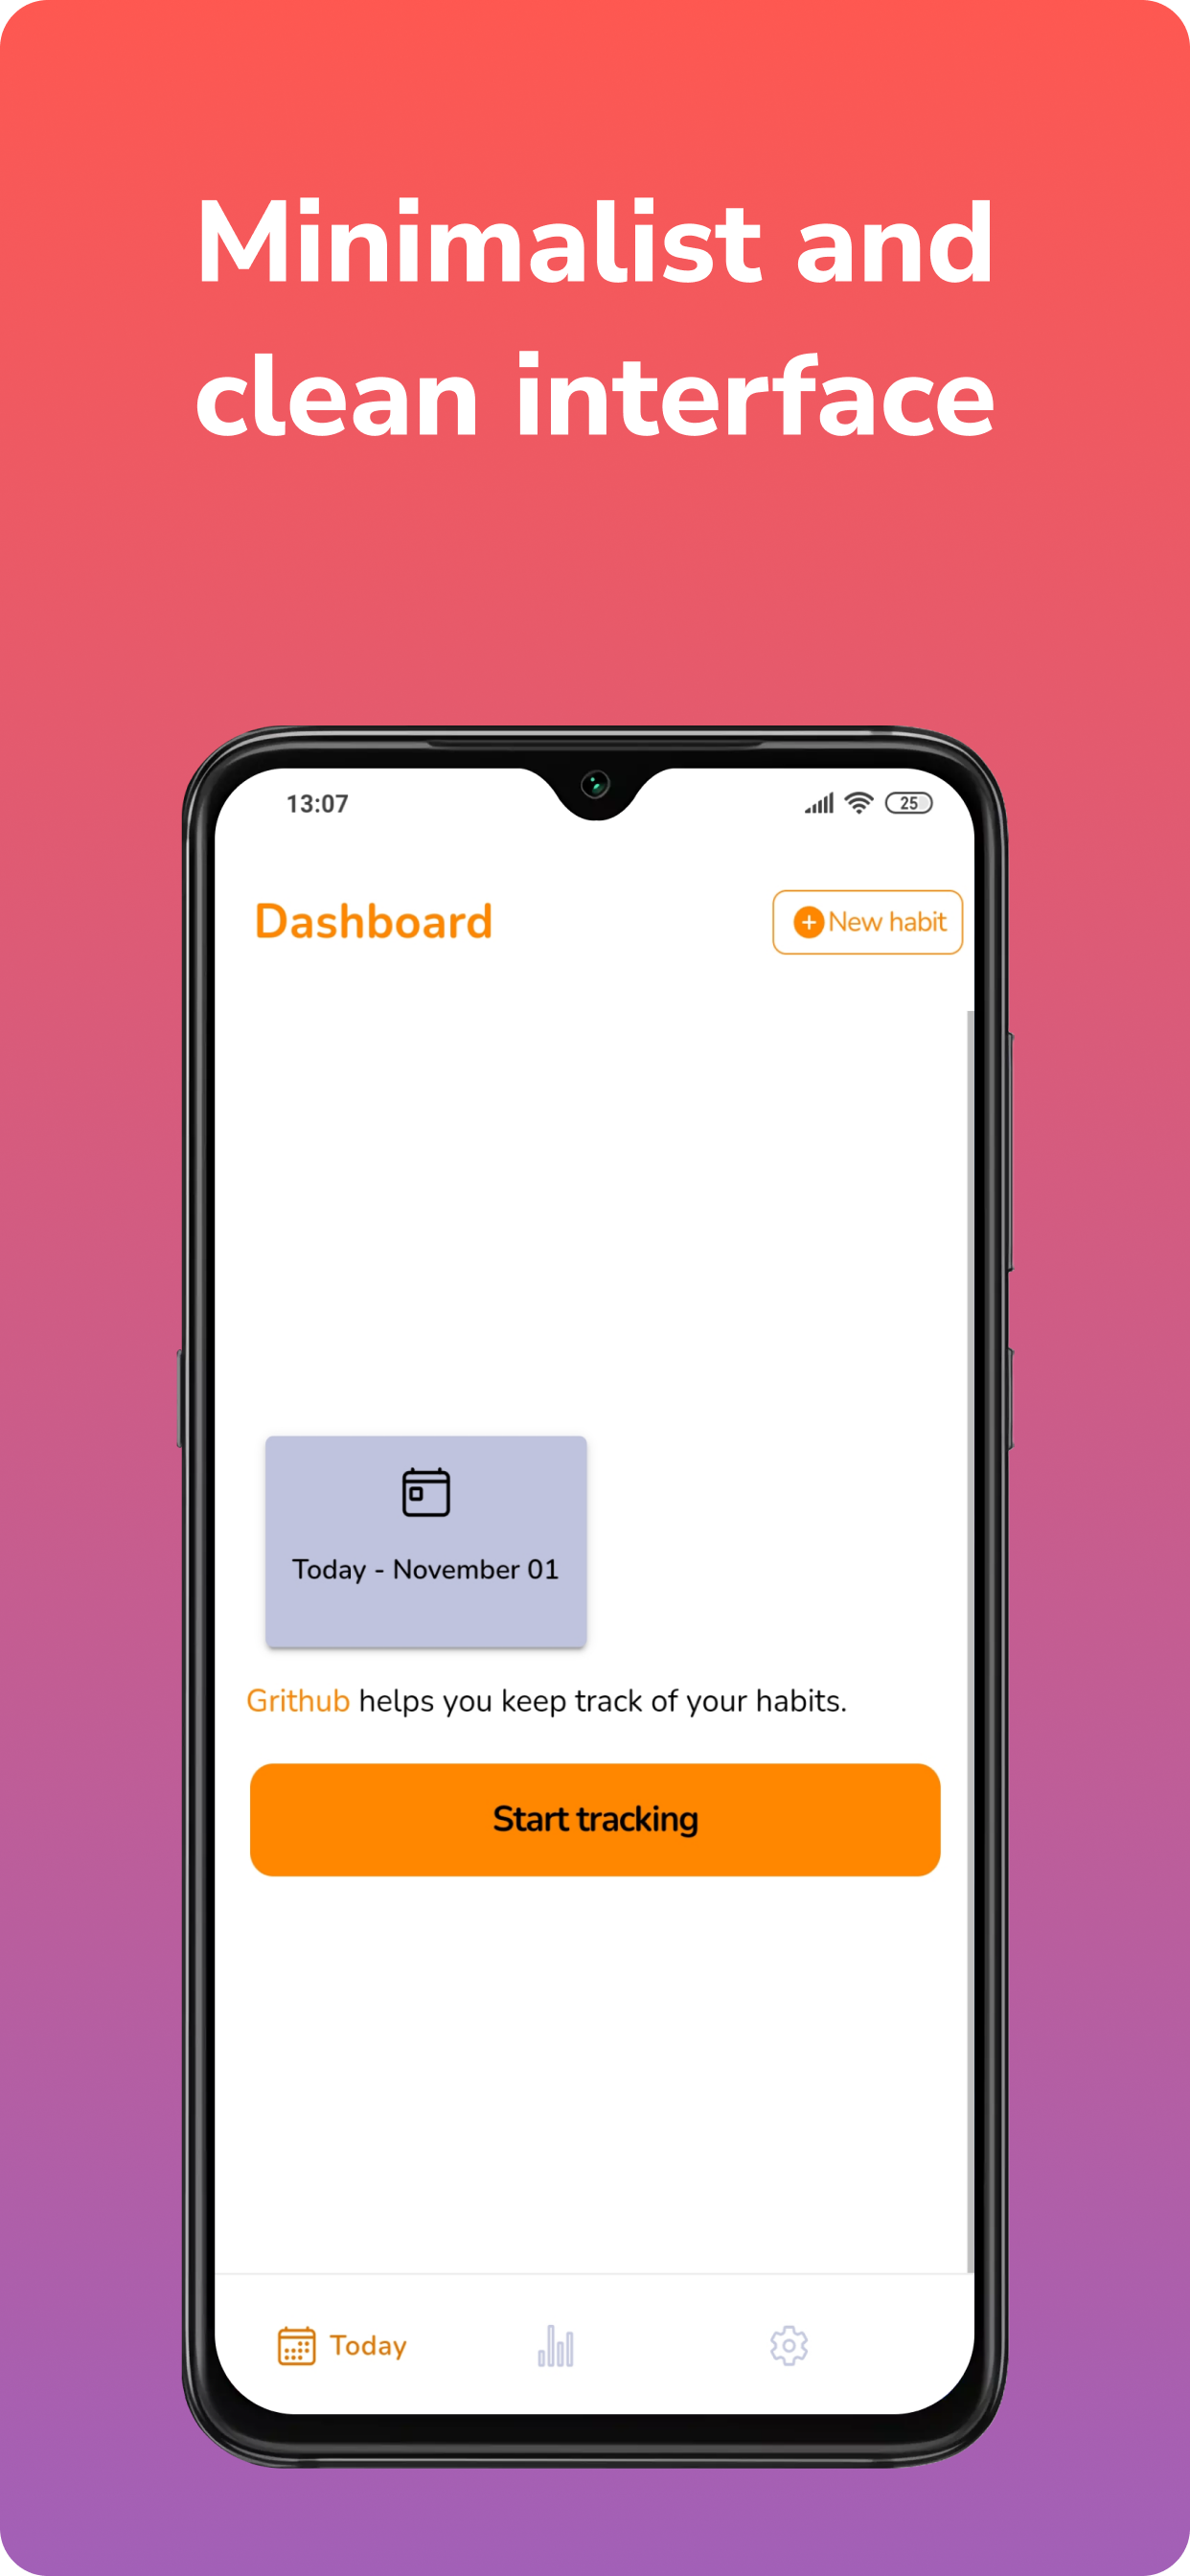 Minimalist and
clean interface
13:07
25
Dashboard
New habit
Today - November 01
Grithub helps you keep track of your habits.
Start tracking
Today